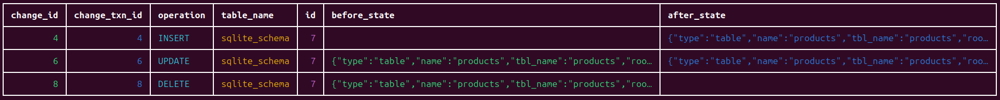 change_id change_txn_id operation table_name id before_state after_state
4 4 INSERT sqlite_schema 7 {"type":"table","name":"products","tbl_name":"products","roo…
6 6 UPDATE sqlite_schema 7 {"type":"table","name":"products","tbl_name":"products","roo… {"type":"table","name":"products","tbl_name":"products","roo…
8 8 DELETE sqlite_schema 7 {"type":"table","name":"products","tbl_name":"products","roo…